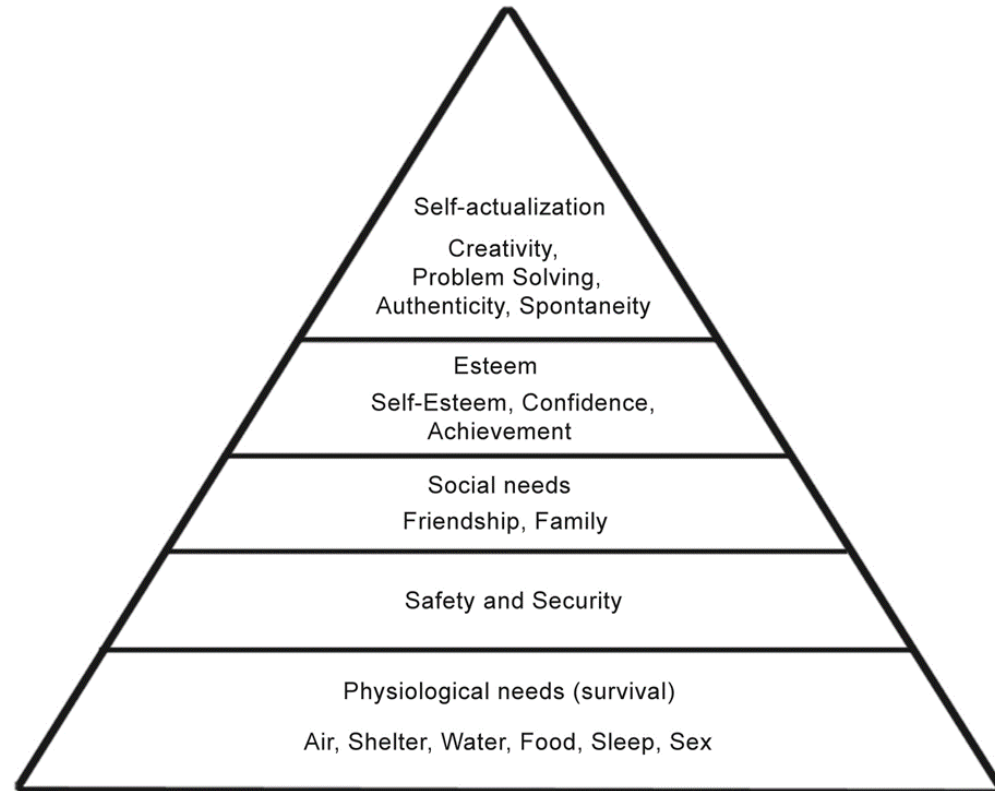 Self-actualization
Creativity,
Problem Solving,
Authenticity, Spontaneity
Esteem
Self-Esteem, Confidence,
Achievement
Social needs
Friendship, Family
Safety and Security
Physiological needs (survival)
Air, Shelter, Water, Food, Sleep, Sex